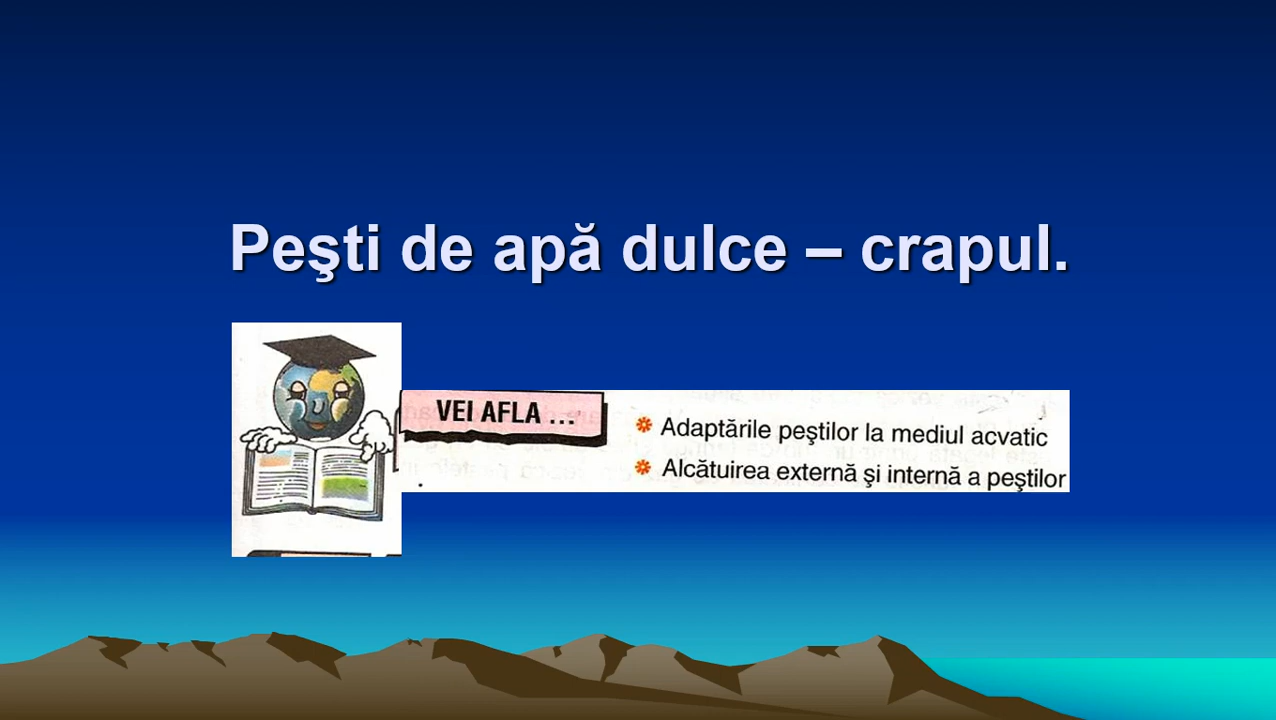 Peşti de apă dulce – crapul.
VEI AFLA ...
Adaptările peştilor la mediul acvatic
Alcătuirea externă şi internă a peştilor